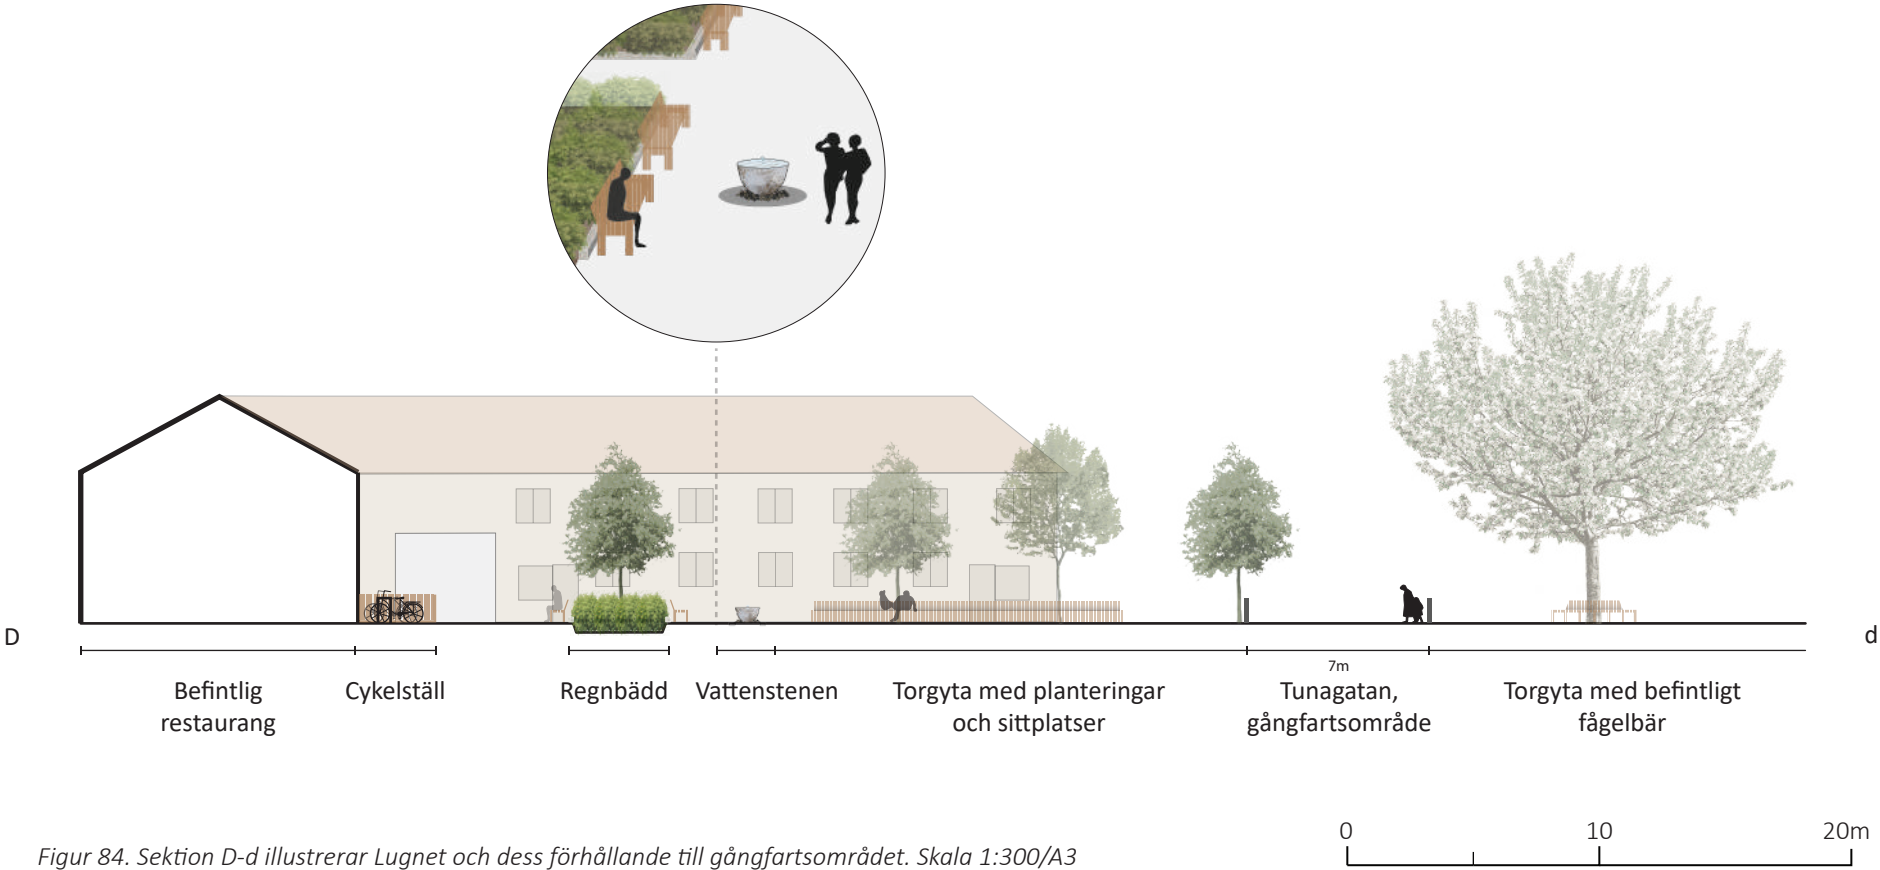 D
d
7m
Befintlig
restaurang
Cykelställ
Regnbädd
Vattenstenen
Torgyta med planteringar
och sittplatser
Tunagatan,
gångfartsområde
Torgyta med befintligt
fågelbär
0 10 20m
Figur 84. Sektion D-d illustrerar Lugnet och dess förhållande till gångfartsområdet. Skala 1:300/A3